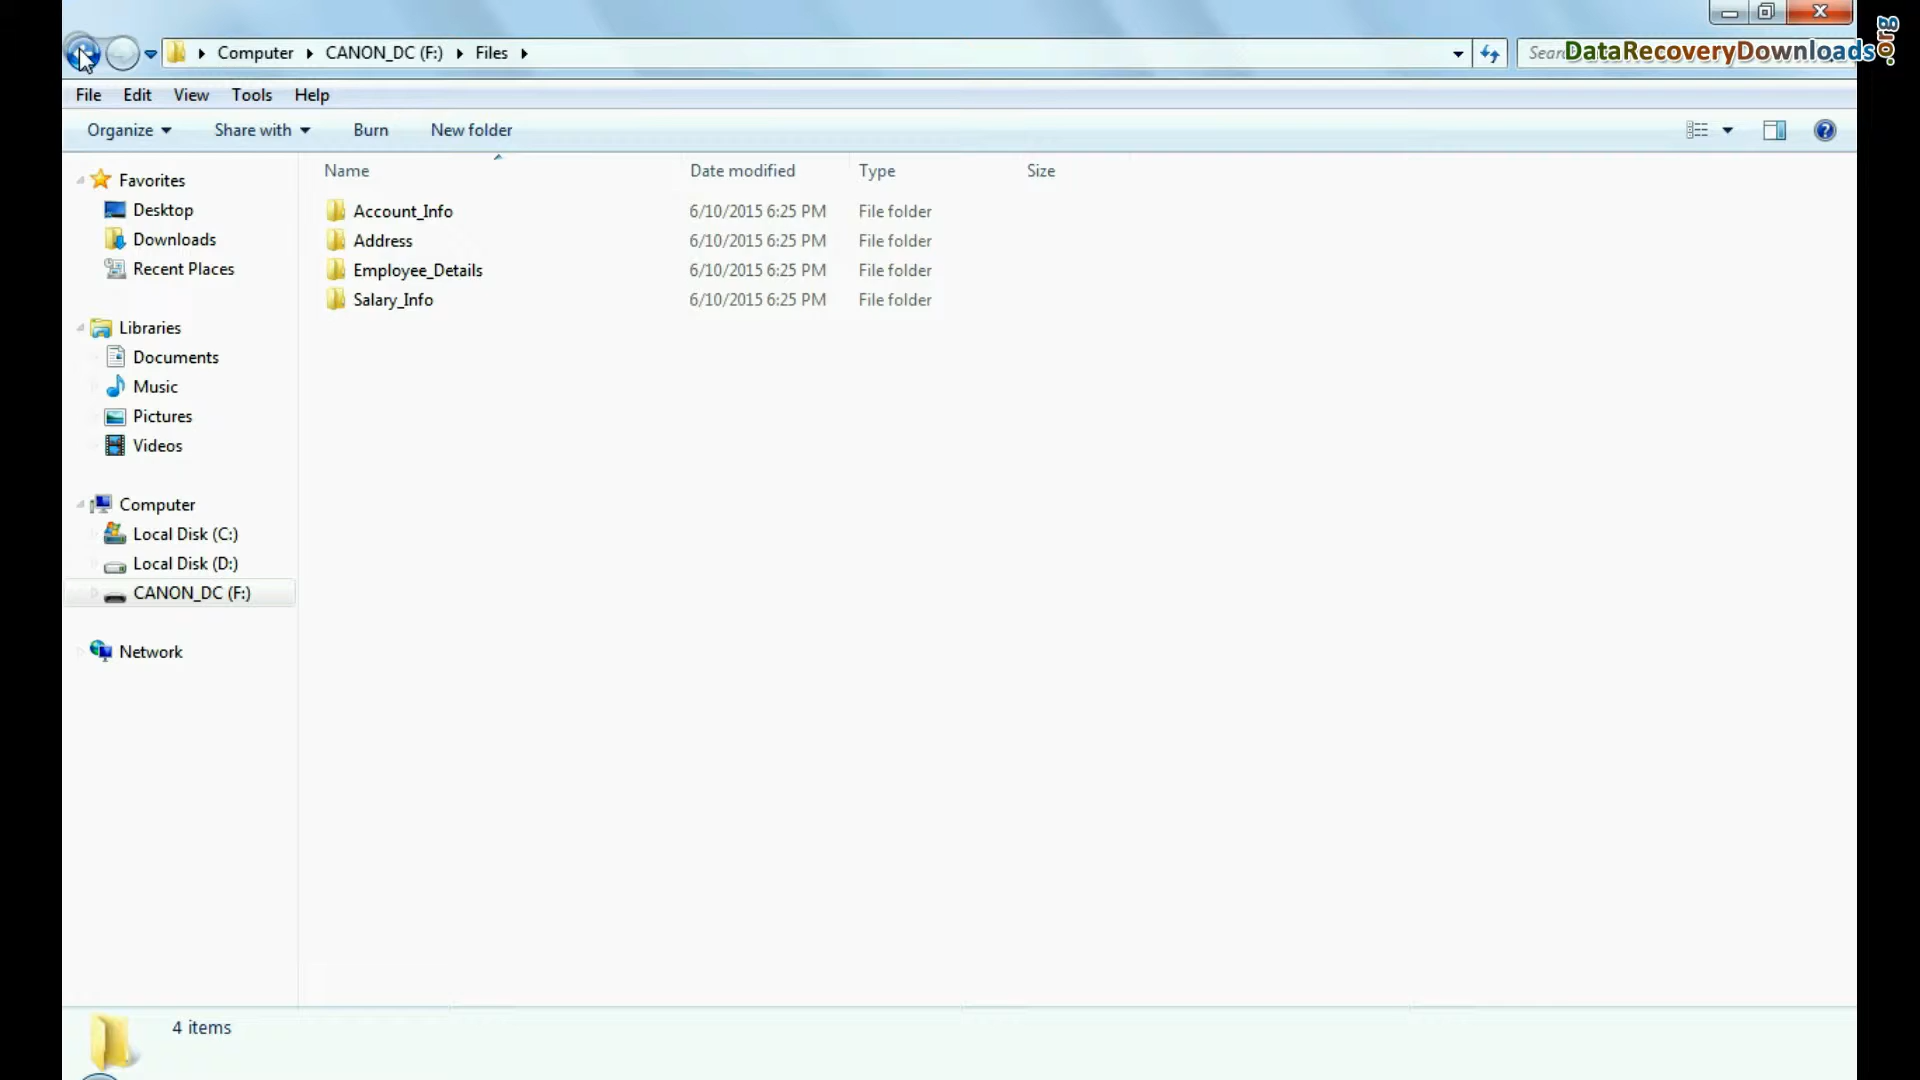 Computer CANON_DC (F:) Files
Sear
DataRecoveryDownloads.org
File Edit View Tools Help
Organize Share with Burn New folder
Name Date modified Type Size
Account_Info 6/10/2015 6:25 PM File folder
Address 6/10/2015 6:25 PM File folder
Employee_Details 6/10/2015 6:25 PM File folder
Salary_Info 6/10/2015 6:25 PM File folder
Favorites
Desktop
Downloads
Recent Places
Libraries
Documents
Music
Pictures
Videos
Computer
Local Disk (C:)
Local Disk (D:)
CANON_DC (F:)
Network
4 items